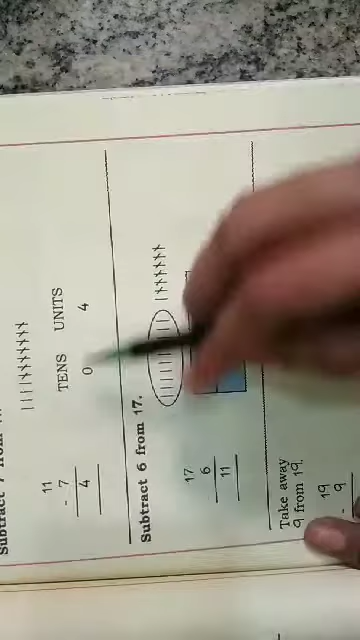 Subtract 7 from
11
- 7
4
TENS UNITS
0 4
Subtract 6 from 17.
17
6
11
Take away
9 from 19.
19
- 9